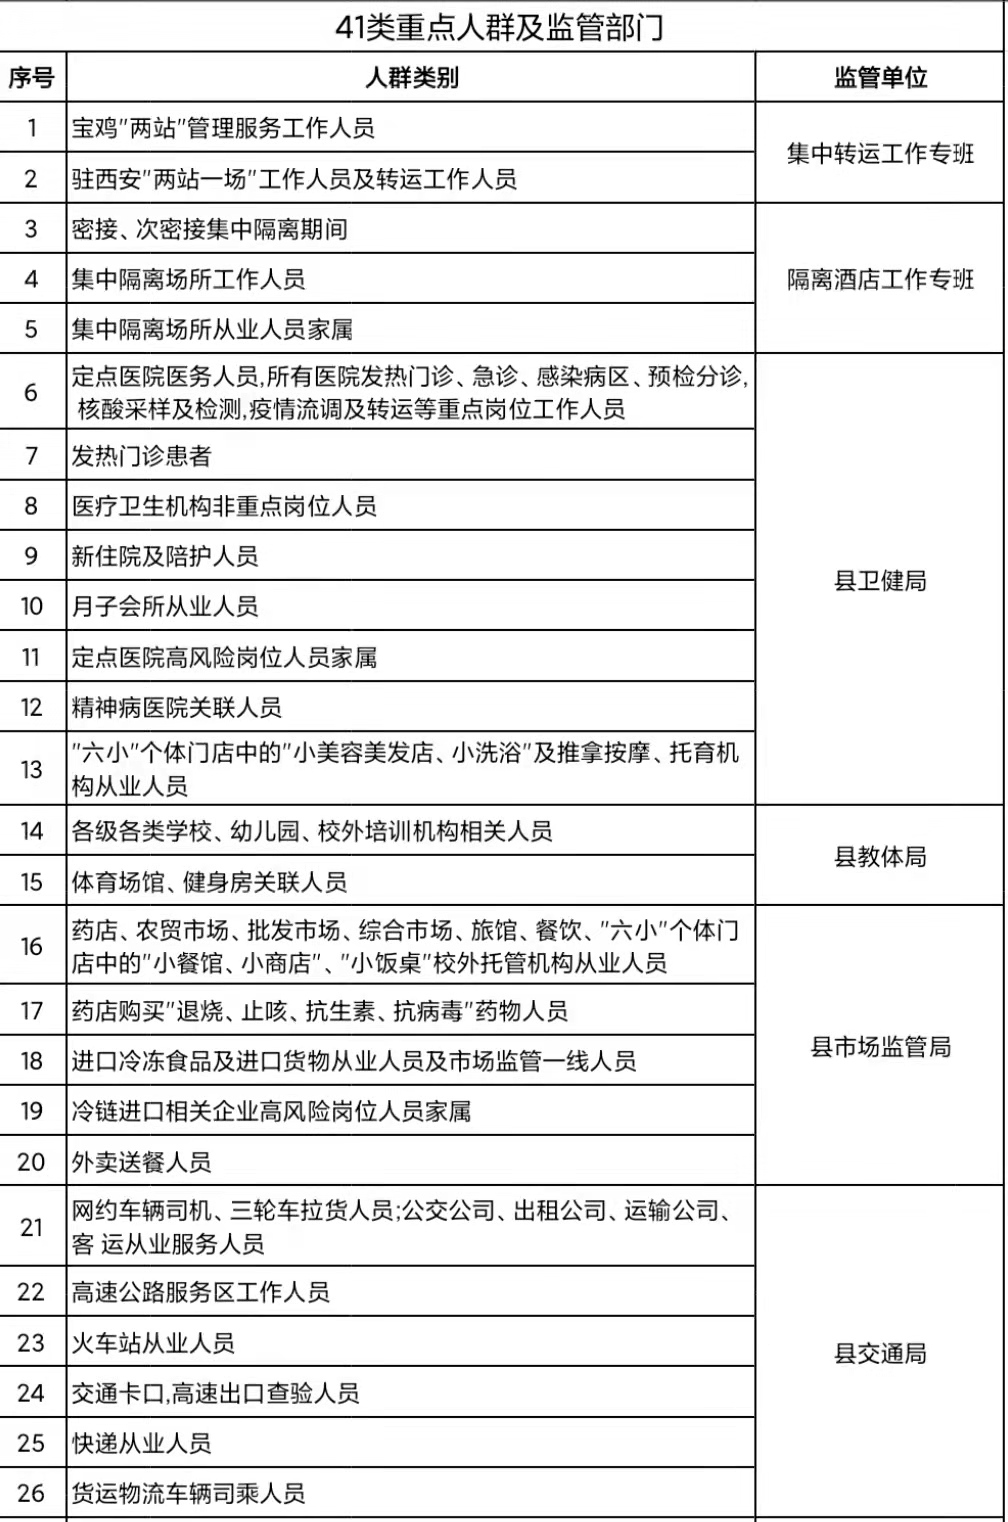 41类重点人群及监管部门
序号 人群类别 监管单位
1 宝鸡"两站"管理服务工作人员
集中转运工作专班
2 驻西安"两站一场"工作人员及转运工作人员
3 密接、次密接集中隔离期间
4 集中隔离场所工作人员 隔离酒店工作专班
5 集中隔离场所从业人员家属
6 定点医院医务人员,所有医院发热门诊、急诊、感染病区、预检分诊,
核酸采样及检测,疫情流调及转运等重点岗位工作人员
7 发热门诊患者
8 医疗卫生机构非重点岗位人员
9 新住院及陪护人员
县卫健局
10 月子会所从业人员
11 定点医院高风险岗位人员家属
12 精神病医院关联人员
13 "六小"个体门店中的"小美容美发店、小洗浴"及推拿按摩、托育机
构从业人员
14 各级各类学校、幼儿园、校外培训机构相关人员
县教体局
15 体育场馆、健身房关联人员
16 药店、农贸市场、批发市场、综合市场、旅馆、餐饮、"六小"个体门
店中的"小餐馆、小商店"、"小饭桌"校外托管机构从业人员
17 药店购买"退烧、止咳、抗生素、抗病毒"药物人员
县市场监管局
18 进口冷冻食品及进口货物从业人员及市场监管一线人员
19 冷链进口相关企业高风险岗位人员家属
20 外卖送餐人员
21 网约车辆司机、三轮车拉货人员;公交公司、出租公司、运输公司、
客 运从业服务人员
22 高速公路服务区工作人员
23 火车站从业人员
县交通局
24 交通卡口,高速出口查验人员
25 快递从业人员
26 货运物流车辆司乘人员